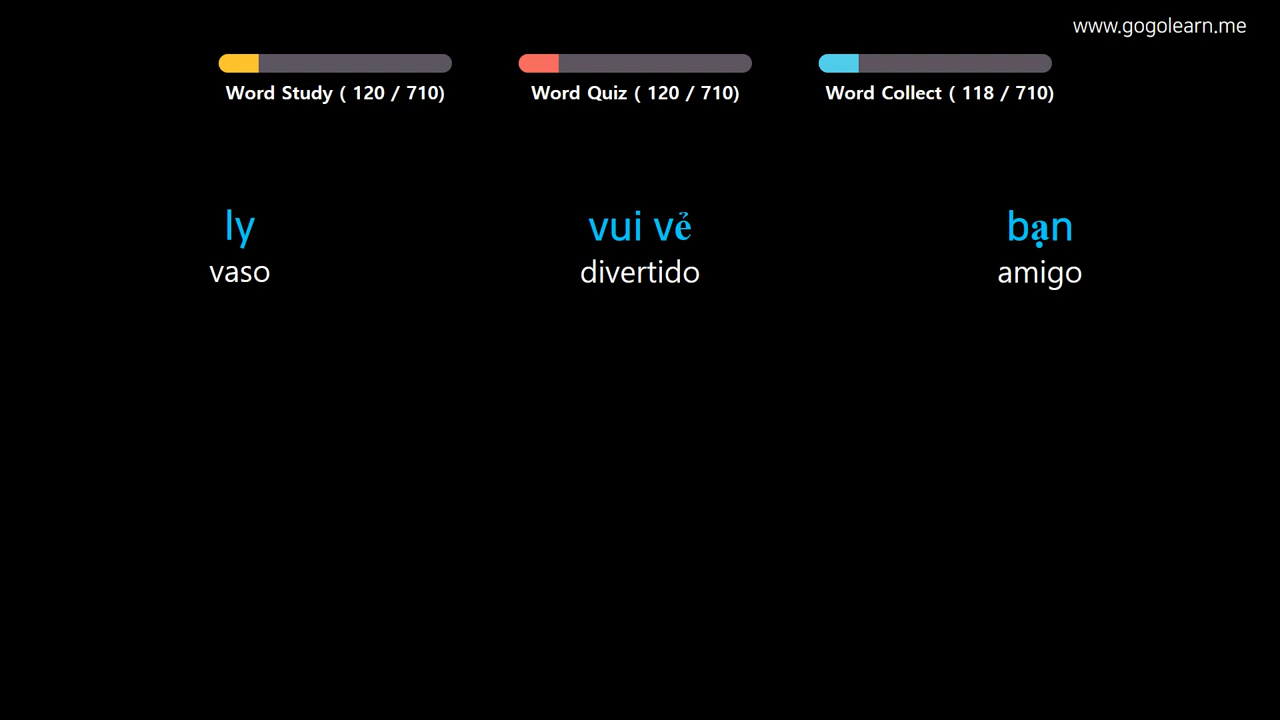 www.gogolearn.me
Word Study ( 120 / 710)
Word Quiz ( 120 / 710)
Word Collect ( 118 / 710)
ly
vaso
vui vẻ
divertido
bạn
amigo